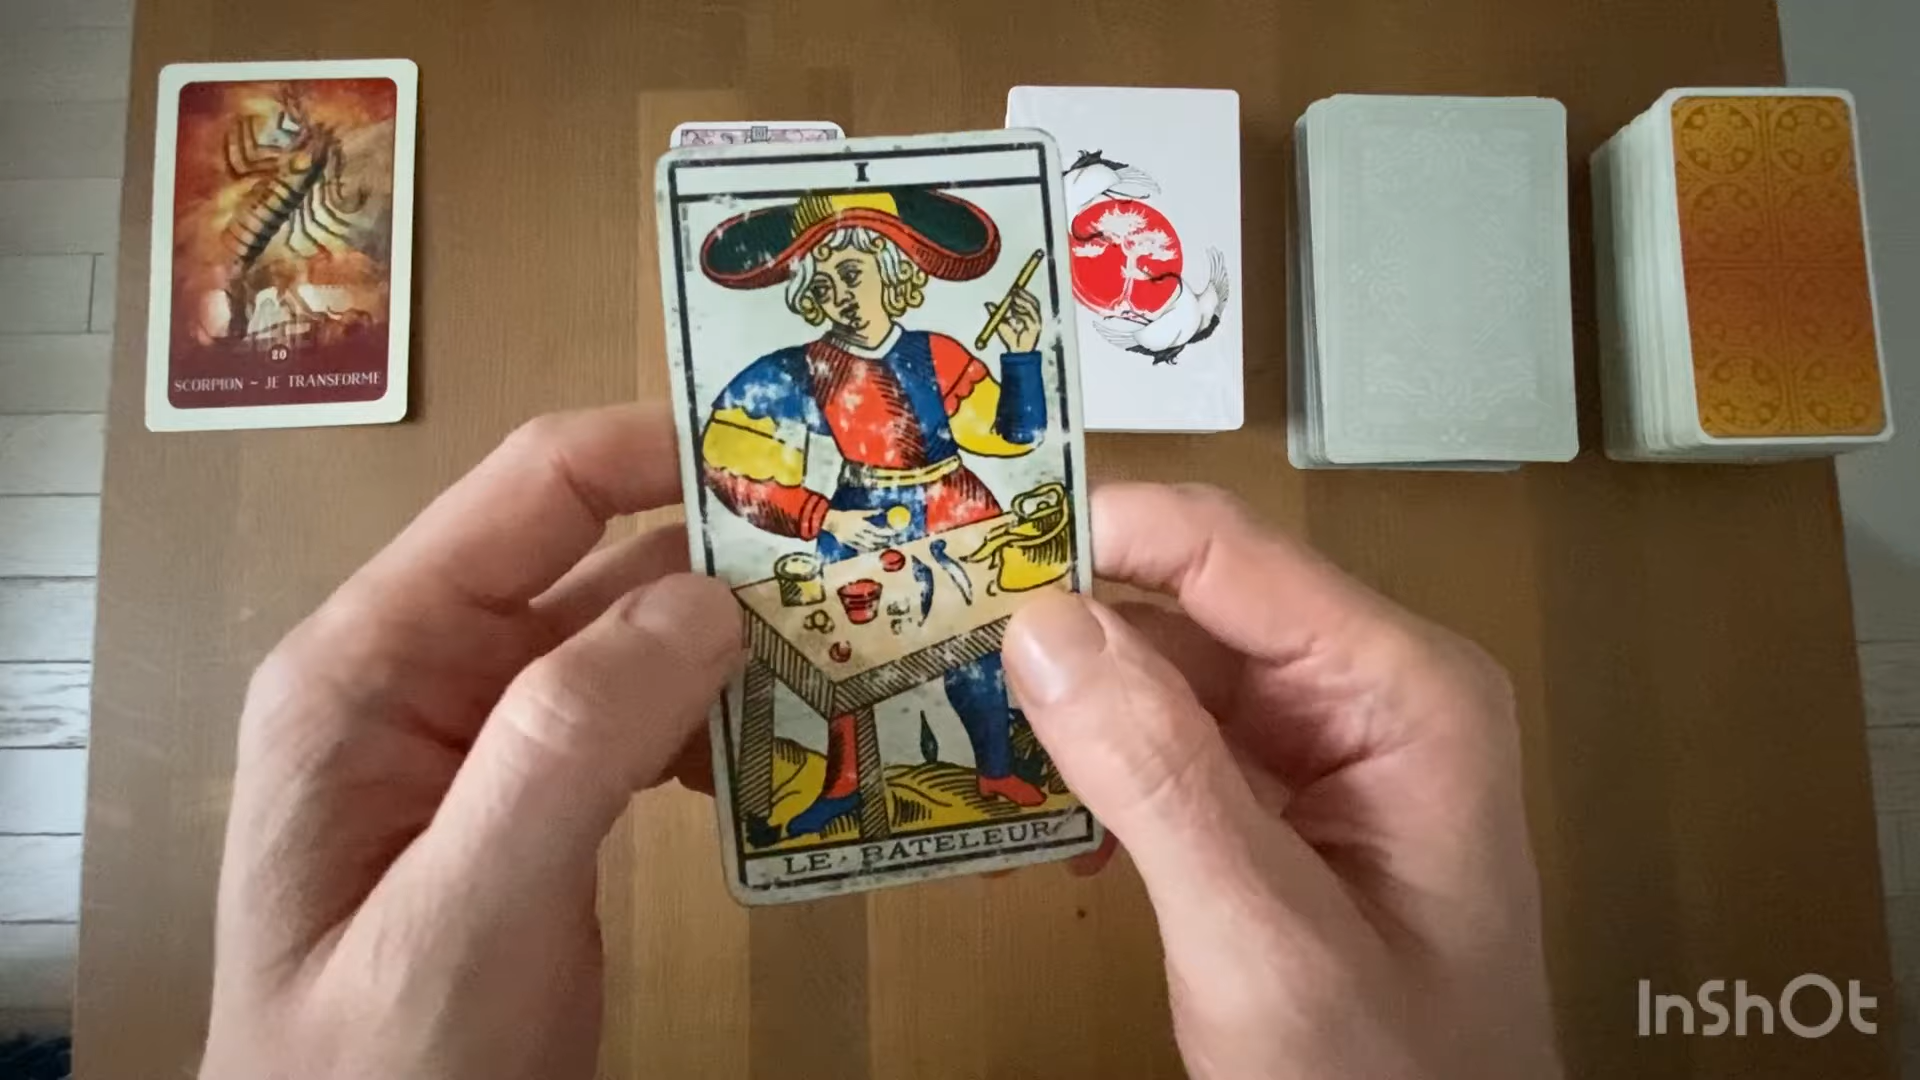 I
20
SCORPION ~ JE TRANSFORME
LE · BATELEUR
InShOt